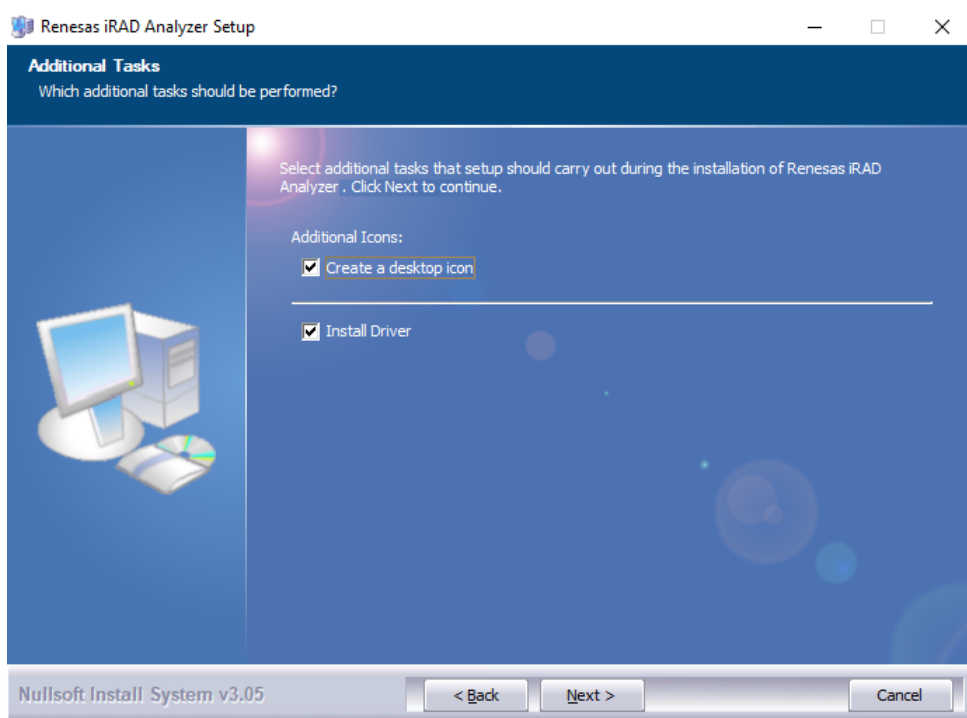 Renesas iRAD Analyzer Setup
Additional Tasks
Which additional tasks should be performed?
Select additional tasks that setup should carry out during the installation of Renesas iRAD
Analyzer . Click Next to continue.
Additional Icons:
Create a desktop icon
Install Driver
Nullsoft Install System v3.05
< Back
Next >
Cancel